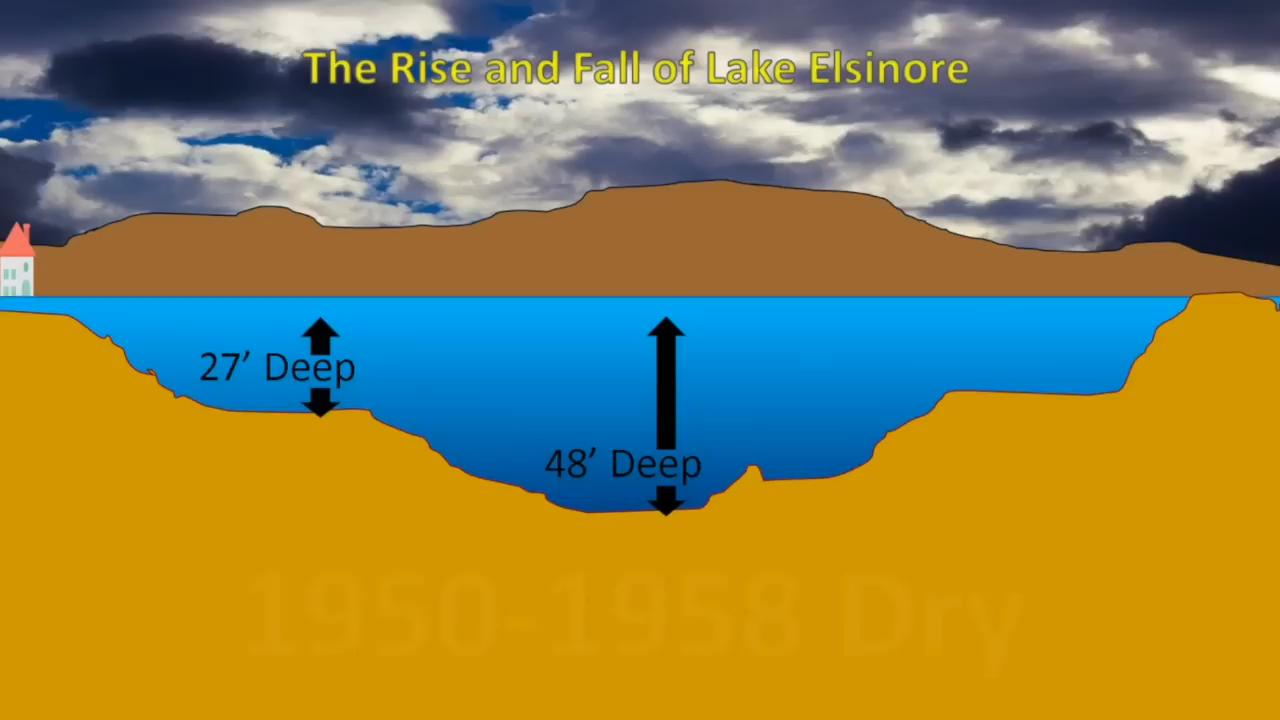 The Rise and Fall of Lake Elsinore
27’ Deep
48’ Deep
1950-1958 Dry